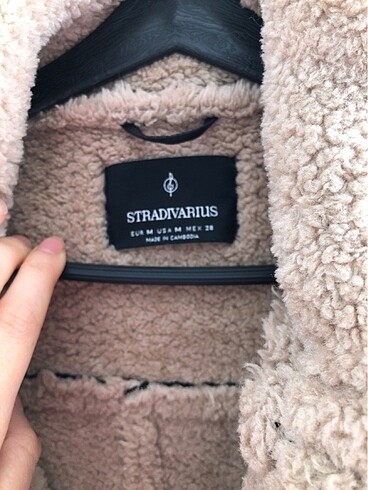 STRADIVARIUS
EUR M USA M MEX 28
MADE IN CAMBODIA